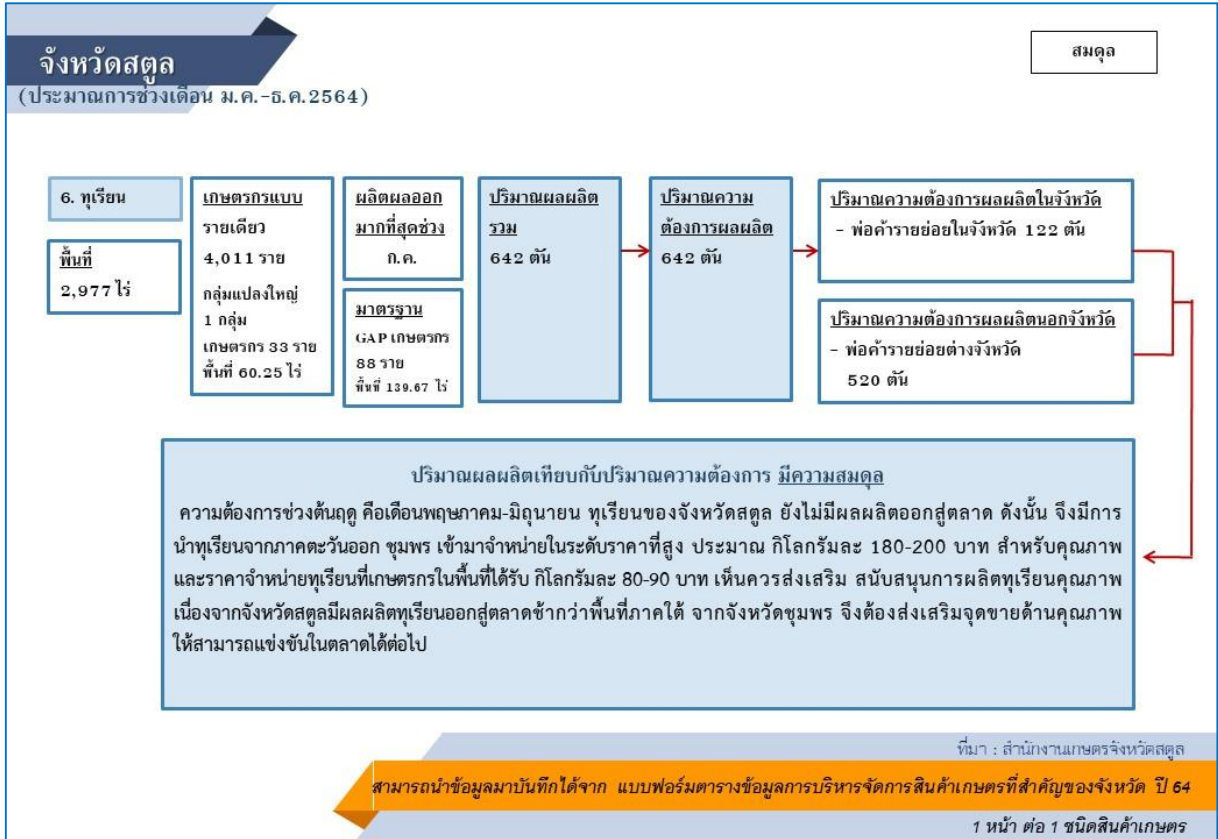 จังหวัดสตูล
(ประมาณการช่วงเดือน ม.ค.-ธ.ค.2564)
สมดุล
6. ทุเรียน
พื้นที่
2,977 ไร่
เกษตรกรแบบ
รายเดียว
4,011 ราย
กลุ่มแปลงใหญ่
1 กลุ่ม
เกษตรกร 33 ราย
พื้นที่ 60.25 ไร่
ผลิตผลออก
มากที่สุดช่วง
ก.ค.
มาตรฐาน
GAP เกษตรกร
88 ราย
พื้นที่ 139.67 ไร่
ปริมาณผลผลิต
รวม
642 ตัน
ปริมาณความ
ต้องการผลผลิต
642 ตัน
ปริมาณความต้องการผลผลิตในจังหวัด
- พ่อค้ารายย่อยในจังหวัด 122 ตัน
ปริมาณความต้องการผลผลิตนอกจังหวัด
- พ่อค้ารายย่อยต่างจังหวัด
520 ตัน
ปริมาณผลผลิตเทียบกับปริมาณความต้องการ มีความสมดุล
ความต้องการช่วงต้นฤดู คือเดือนพฤษภาคม-มิถุนายน ทุเรียนของจังหวัดสตูล ยังไม่มีผลผลิตออกสู่ตลาด ดังนั้น จึงมีการ
นำทุเรียนจากภาคตะวันออก ชุมพร เข้ามาจำหน่ายในระดับราคาที่สูง ประมาณ กิโลกรัมละ 180-200 บาท สำหรับคุณภาพ
และราคาจำหน่ายทุเรียนที่เกษตรกรในพื้นที่ได้รับ กิโลกรัมละ 80-90 บาท เห็นควรส่งเสริม สนับสนุนการผลิตทุเรียนคุณภาพ
เนื่องจากจังหวัดสตูลมีผลผลิตทุเรียนออกสู่ตลาดช้ากว่าพื้นที่ภาคใต้ จากจังหวัดชุมพร จึงต้องส่งเสริมจุดขายด้านคุณภาพ
ให้สามารถแข่งขันในตลาดได้ต่อไป
ที่มา : สำนักงานเกษตรจังหวัดสตูล
สามารถนำข้อมูลมาบันทึกได้จาก แบบฟอร์มตารางข้อมูลการบริหารจัดการสินค้าเกษตรที่สำคัญของจังหวัด ปี 64
1 หน้า ต่อ 1 ชนิดสินค้าเกษตร